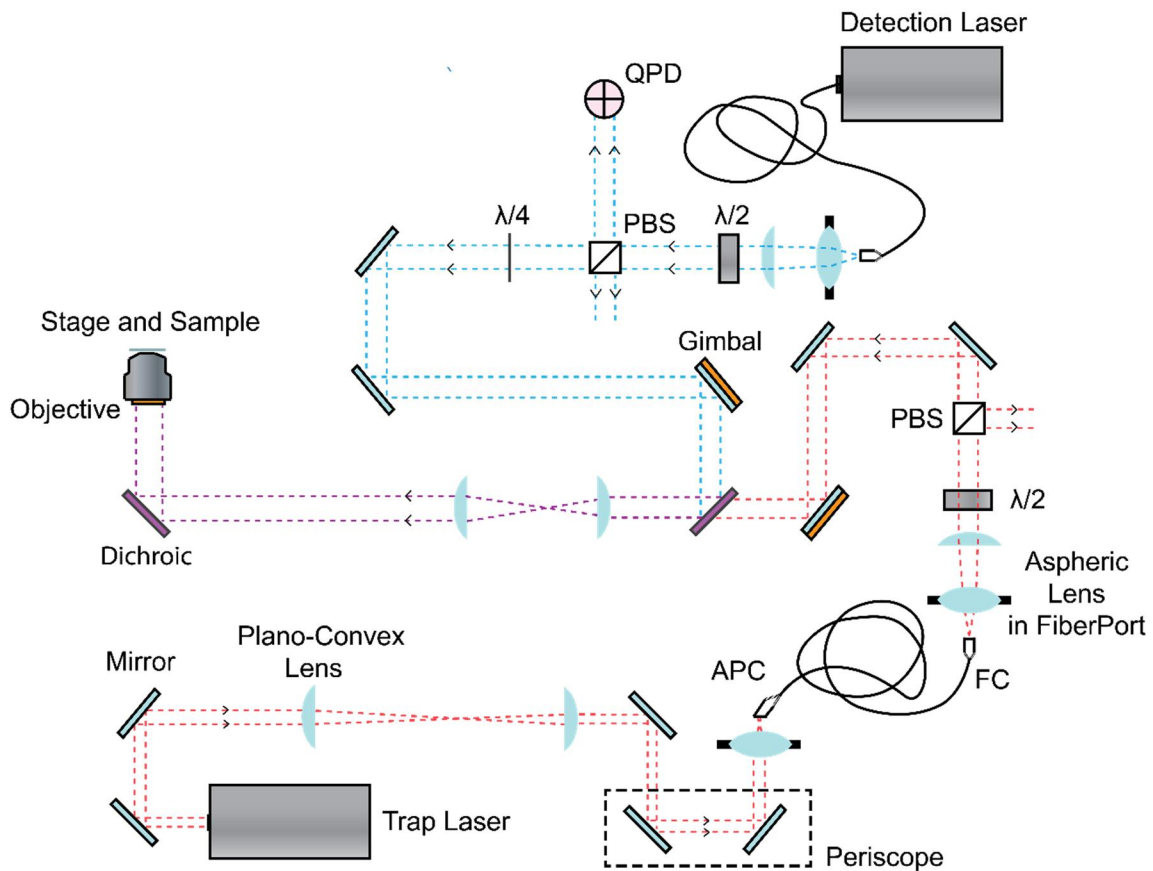 Detection Laser
QPD
λ/4
PBS
λ/2
Stage and Sample
Gimbal
Objective
PBS
λ/2
Dichroic
Aspheric
Lens
in FiberPort
Plano-Convex
Lens
Mirror
APC
FC
Trap Laser
Periscope